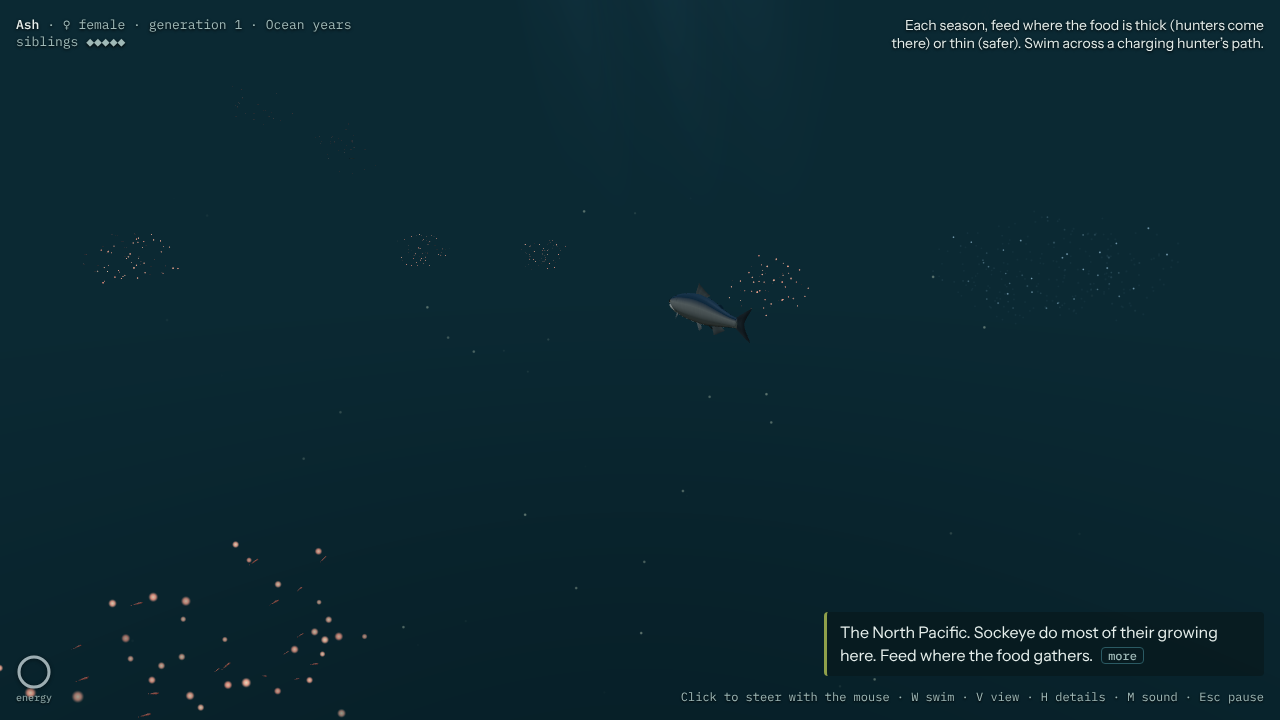 Ash · ♀ female · generation 1 · Ocean years
siblings ◆◆◆◆◆
Each season, feed where the food is thick (hunters come
there) or thin (safer). Swim across a charging hunter's path.
The North Pacific. Sockeye do most of their growing
here. Feed where the food gathers. more
energy
Click to steer with the mouse · W swim · V view · H details · M sound · Esc pause